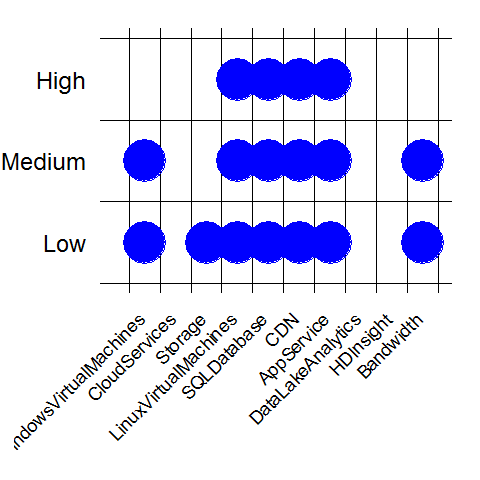 High
Medium
Low
ndowsVirtualMachines
CloudServices
Storage
LinuxVirtualMachines
SQLDatabase
CDN
AppService
DataLakeAnalytics
HDInsight
Bandwidth